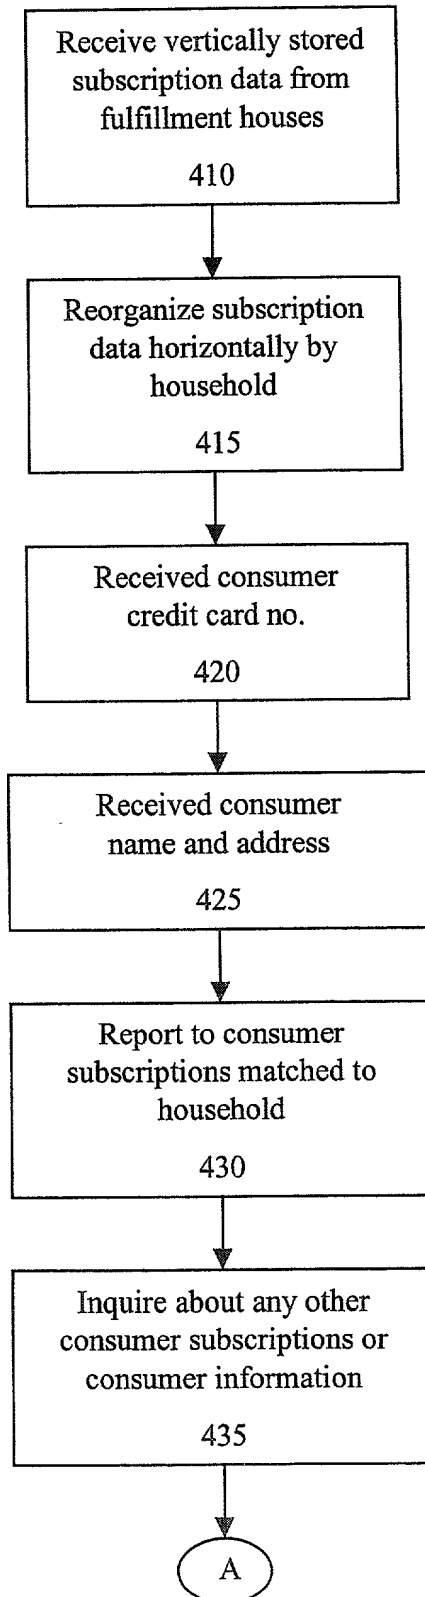 Receive vertically stored
subscription data from
fulfillment houses
410
Reorganize subscription
data horizontally by
household
415
Received consumer
credit card no.
420
Received consumer
name and address
425
Report to consumer
subscriptions matched to
household
430
Inquire about any other
consumer subscriptions or
consumer information
435
A